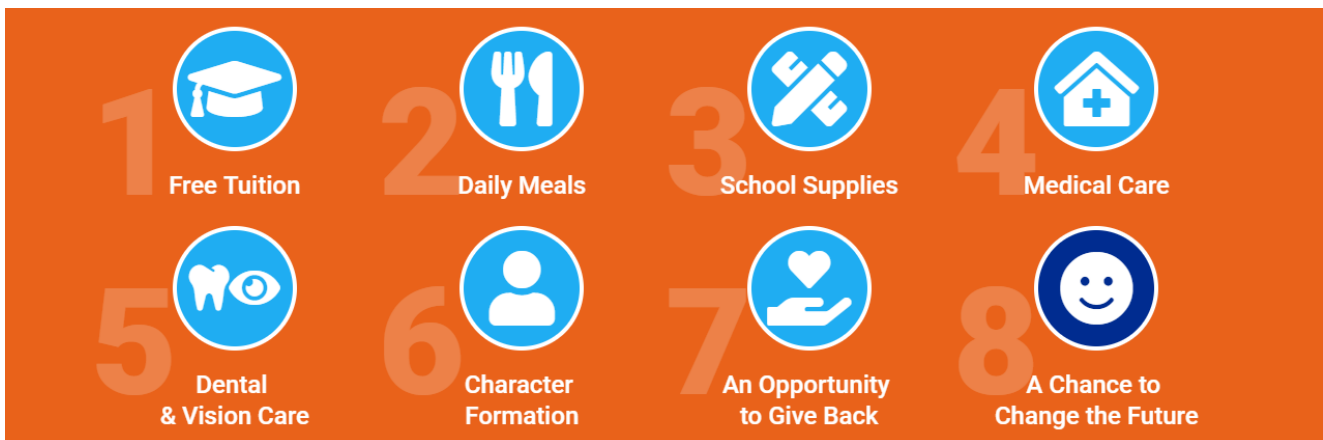 1
Free Tuition
2
Daily Meals
3
School Supplies
4
Medical Care
5
Dental
& Vision Care
6
Character
Formation
7
An Opportunity
to Give Back
8
A Chance to
Change the Future